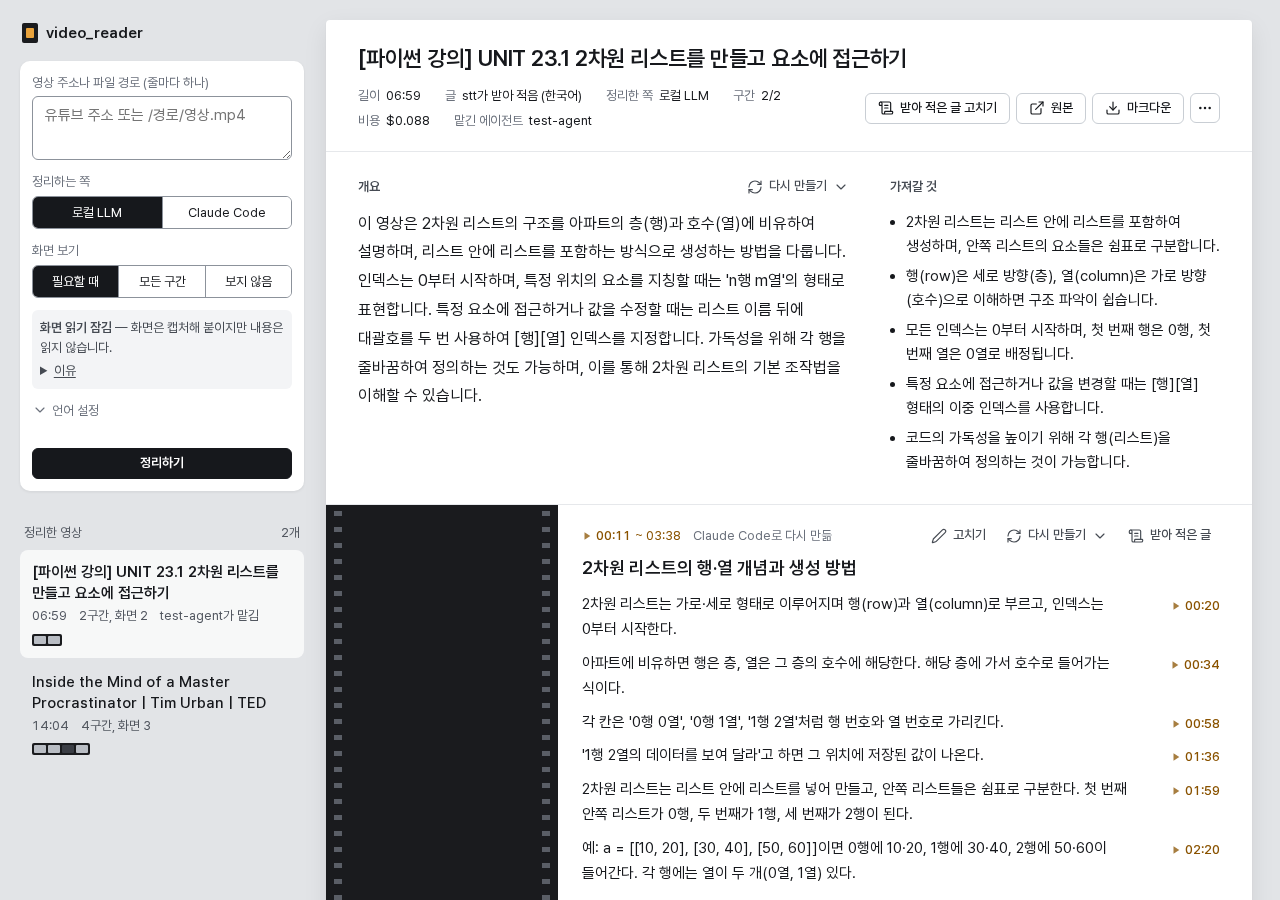 video_reader
영상 주소나 파일 경로 (줄마다 하나)
유튜브 주소 또는 /경로/영상.mp4
정리하는 쪽
로컬 LLM
Claude Code
화면 보기
필요할 때
모든 구간
보지 않음
화면 읽기 잠김 — 화면은 캡처해 붙이지만 내용은
읽지 않습니다.
이유
언어 설정
정리하기
정리한 영상
2개
[파이썬 강의] UNIT 23.1 2차원 리스트를
만들고 요소에 접근하기
06:59 2구간, 화면 2 test-agent가 맡김
Inside the Mind of a Master
Procrastinator | Tim Urban | TED
14:04 4구간, 화면 3
[파이썬 강의] UNIT 23.1 2차원 리스트를 만들고 요소에 접근하기
길이 06:59 글 stt가 받아 적음 (한국어) 정리한 쪽 로컬 LLM 구간 2/2
비용 $0.088 맡긴 에이전트 test-agent
받아 적은 글 고치기
원본
마크다운
개요
다시 만들기
이 영상은 2차원 리스트의 구조를 아파트의 층(행)과 호수(열)에 비유하여
설명하며, 리스트 안에 리스트를 포함하는 방식으로 생성하는 방법을 다룹니다.
인덱스는 0부터 시작하며, 특정 위치의 요소를 지칭할 때는 'n행 m열'의 형태로
표현합니다. 특정 요소에 접근하거나 값을 수정할 때는 리스트 이름 뒤에
대괄호를 두 번 사용하여 [행][열] 인덱스를 지정합니다. 가독성을 위해 각 행을
줄바꿈하여 정의하는 것도 가능하며, 이를 통해 2차원 리스트의 기본 조작법을
이해할 수 있습니다.
가져갈 것
2차원 리스트는 리스트 안에 리스트를 포함하여
생성하며, 안쪽 리스트의 요소들은 쉼표로 구분합니다.
행(row)은 세로 방향(층), 열(column)은 가로 방향
(호수)으로 이해하면 구조 파악이 쉽습니다.
모든 인덱스는 0부터 시작하며, 첫 번째 행은 0행, 첫
번째 열은 0열로 배정됩니다.
특정 요소에 접근하거나 값을 변경할 때는 [행][열]
형태의 이중 인덱스를 사용합니다.
코드의 가독성을 높이기 위해 각 행(리스트)을
줄바꿈하여 정의하는 것이 가능합니다.
00:11 ~ 03:38 Claude Code로 다시 만듦
고치기
다시 만들기
받아 적은 글
2차원 리스트의 행·열 개념과 생성 방법
2차원 리스트는 가로·세로 형태로 이루어지며 행(row)과 열(column)로 부르고, 인덱스는
0부터 시작한다.
00:20
아파트에 비유하면 행은 층, 열은 그 층의 호수에 해당한다. 해당 층에 가서 호수로 들어가는
식이다.
00:34
각 칸은 '0행 0열', '0행 1열', '1행 2열'처럼 행 번호와 열 번호로 가리킨다.
00:58
'1행 2열의 데이터를 보여 달라'고 하면 그 위치에 저장된 값이 나온다.
01:36
2차원 리스트는 리스트 안에 리스트를 넣어 만들고, 안쪽 리스트들은 쉼표로 구분한다. 첫 번째
안쪽 리스트가 0행, 두 번째가 1행, 세 번째가 2행이 된다.
01:59
예: a = [[10, 20], [30, 40], [50, 60]]이면 0행에 10·20, 1행에 30·40, 2행에 50·60이
들어간다. 각 행에는 열이 두 개(0열, 1열) 있다.
02:20